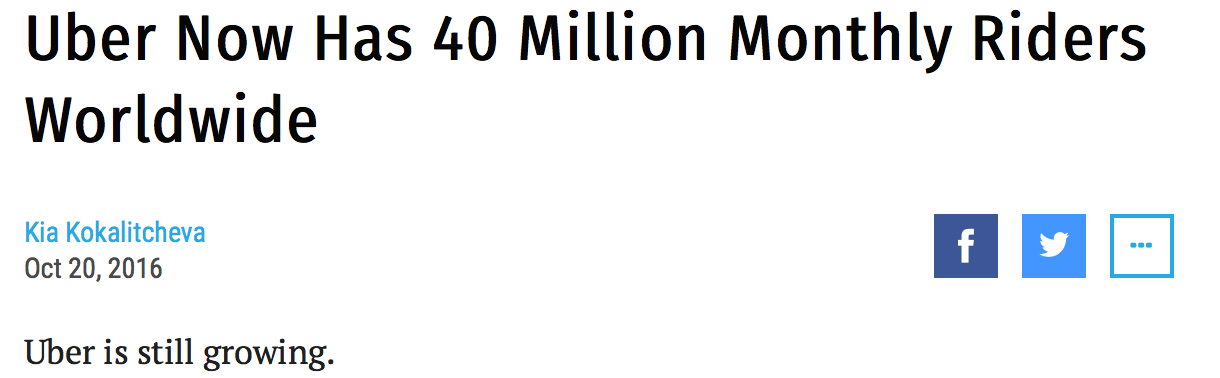 Uber Now Has 40 Million Monthly Riders
Worldwide
Kia Kokalitcheva
Oct 20, 2016
Uber is still growing.